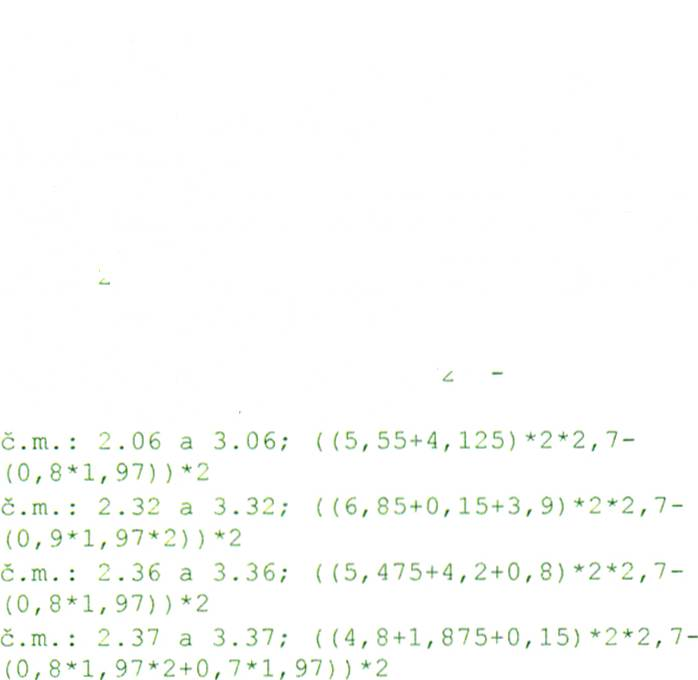 č.m.: 2.06 a 3.06; ((5,55+4,125)*2*2,7-
(0,8*1,97))*2
č.m.: 2.32 a 3.32; ((6,85+0,15+3,9)*2*2,7-
(0,9*1,97*2))*2
č.m.: 2.36 a 3.36; ((5,475+4,2+0,8)*2*2,7-
(0,8*1,97))*2
č.m.: 2.37 a 3.37; ((4,8+1,875+0,15)*2*2,7-
(0,8*1,97*2+0,7*1,97))*2